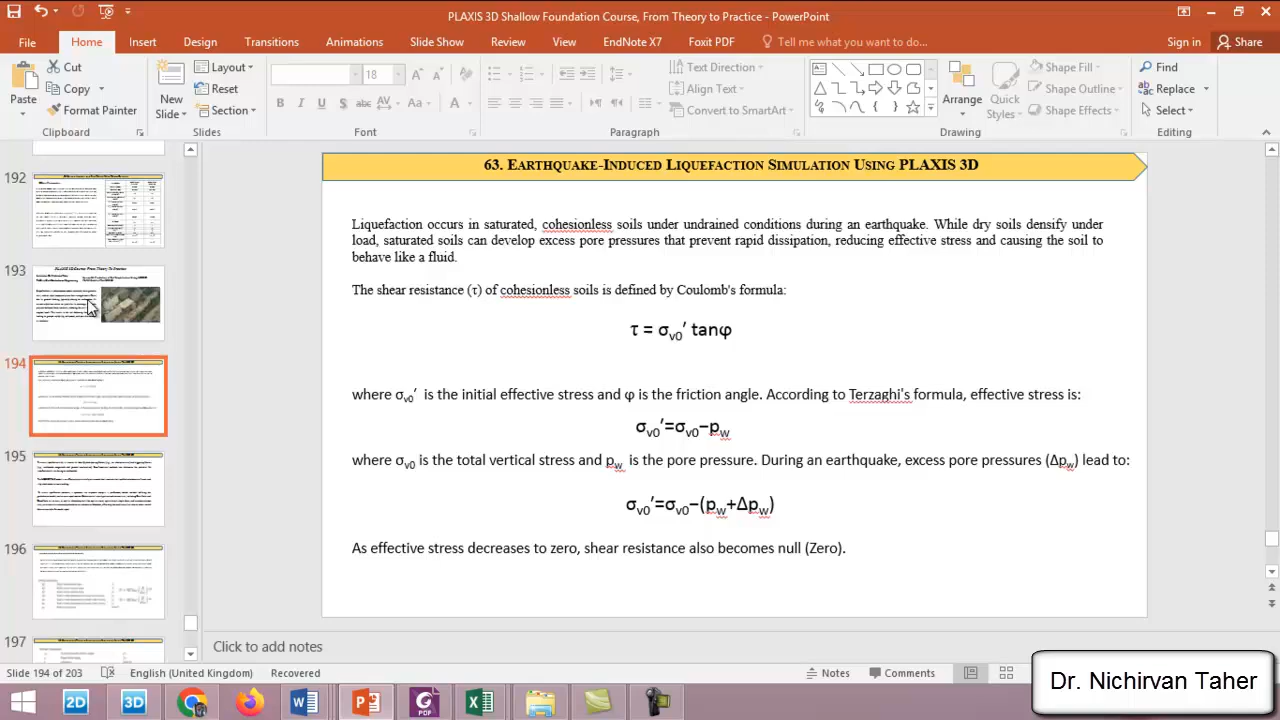 PLAXIS 3D Shallow Foundation Course, From Theory to Practice - PowerPoint
File Home Insert Design Transitions Animations Slide Show Review View EndNote X7 Foxit PDF Tell me what you want to do... Sign in Share
Paste Cut Copy Format Painter Clipboard
New Slide Layout Reset Section Slides
18 Font
Text Direction Align Text Convert to SmartArt Paragraph
Arrange Quick Styles Shape Fill Shape Outline Shape Effects Drawing
Find Replace Select Editing
192
193
194
195
196
197
63. EARTHQUAKE-INDUCED LIQUEFACTION SIMULATION USING PLAXIS 3D
Liquefaction occurs in saturated, cohesionless soils under undrained conditions during an earthquake. While dry soils densify under
load, saturated soils can develop excess pore pressures that prevent rapid dissipation, reducing effective stress and causing the soil to
behave like a fluid.
The shear resistance (τ) of cohesionless soils is defined by Coulomb's formula:
τ = σv0′ tanφ
where σv0′ is the initial effective stress and φ is the friction angle. According to Terzaghi's formula, effective stress is:
σv0′=σv0−pw
where σv0 is the total normal stress and pw is the pore pressure. During an earthquake, excess pore pressures (Δpw) lead to:
σv0′=σv0−(pw+Δpw)
As effective stress decreases to zero, shear resistance also becomes null (zero).
Click to add notes
Slide 194 of 203 English (United Kingdom) Recovered Notes Comments
2D 3D PDF
Dr. Nichirvan Taher